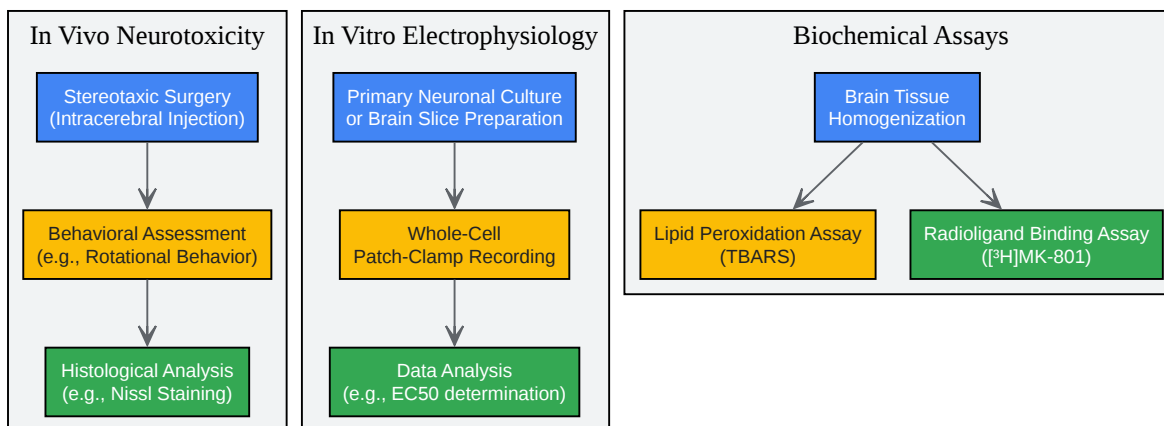 In Vivo Neurotoxicity
Stereotaxic Surgery
(Intracerebral Injection)
Behavioral Assessment
(e.g., Rotational Behavior)
Histological Analysis
(e.g., Nissl Staining)
In Vitro Electrophysiology
Primary Neuronal Culture
or Brain Slice Preparation
Whole-Cell
Patch-Clamp Recording
Data Analysis
(e.g., EC50 determination)
Biochemical Assays
Brain Tissue
Homogenization
Lipid Peroxidation Assay
(TBARS)
Radioligand Binding Assay
([³H]MK-801)